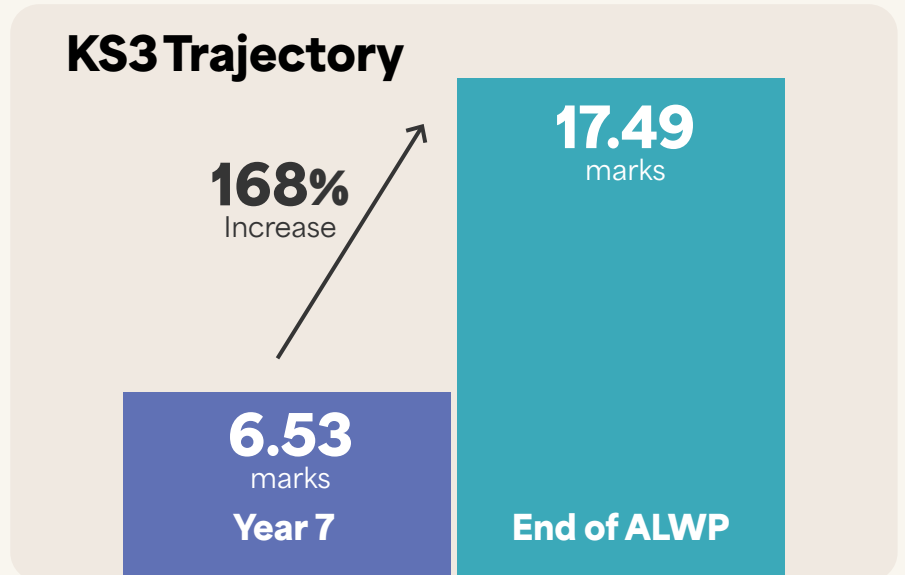 KS3 Trajectory
168%
Increase
17.49
marks
6.53
marks
Year 7
End of ALWP